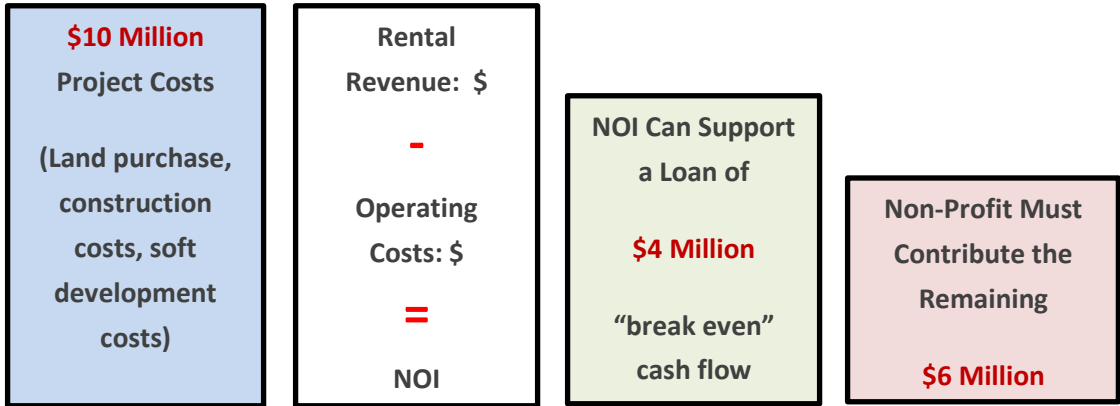 $10 Million
Project Costs
(Land purchase,
construction
costs, soft
development
costs)
Rental
Revenue: $
-
Operating
Costs: $
=
NOI
NOI Can Support
a Loan of
$4 Million
“break even”
cash flow
Non-Profit Must
Contribute the
Remaining
$6 Million